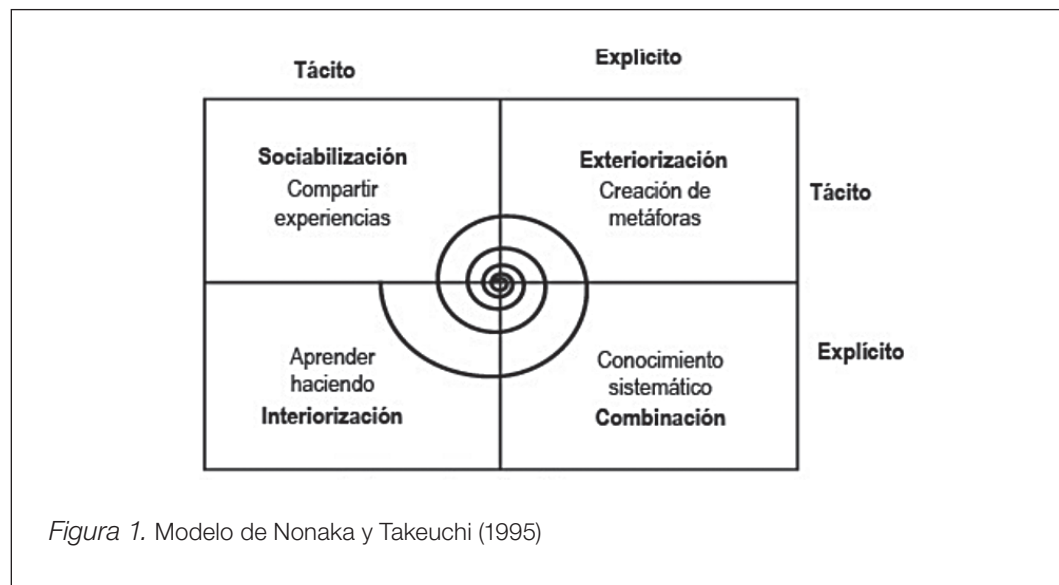 Tácito
Explícito
Sociabilización
Compartir
experiencias
Exteriorización
Creación de
metáforas
Tácito
Aprender
haciendo
Interiorización
Conocimiento
sistemático
Combinación
Explícito
Figura 1. Modelo de Nonaka y Takeuchi (1995)